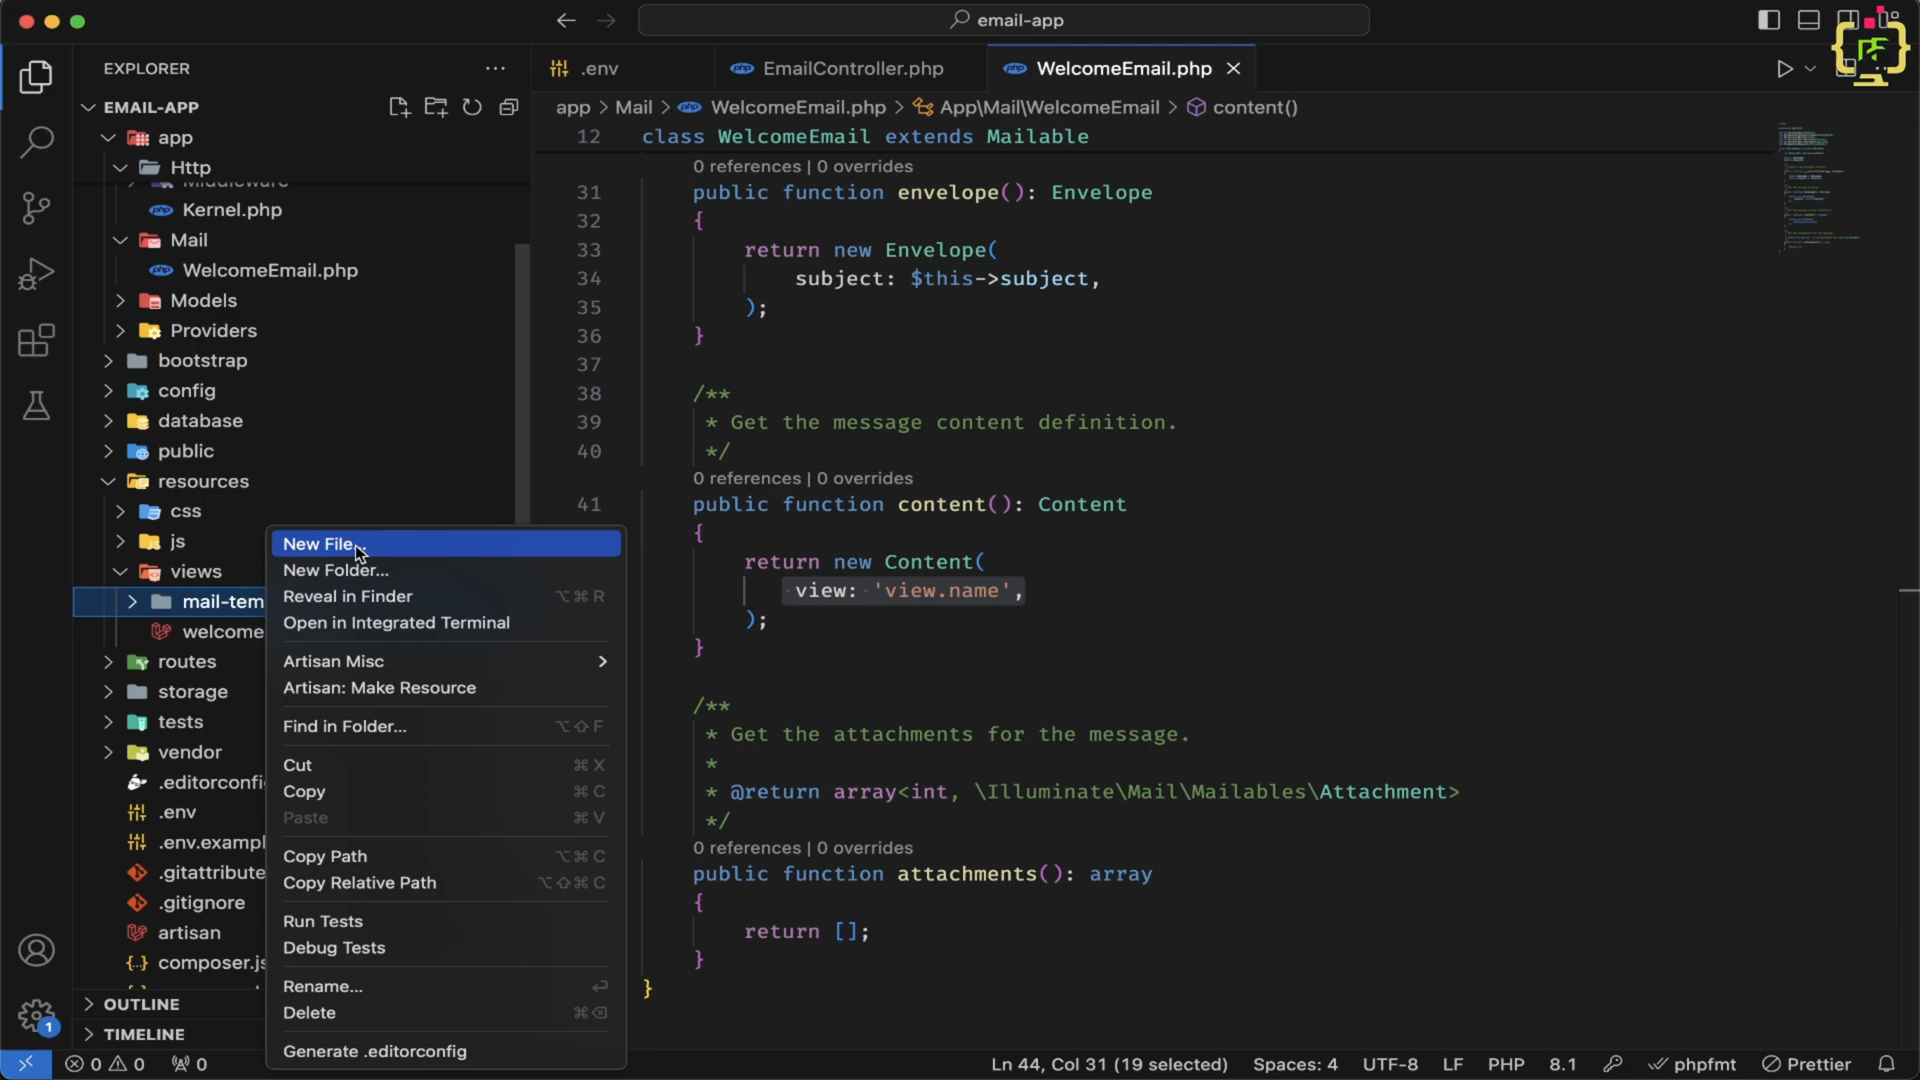 email-app
EXPLORER
EMAIL-APP
app
Http
Middleware
Kernel.php
Mail
WelcomeEmail.php
Models
Providers
bootstrap
config
database
public
resources
css
js
views
mail-tem
welcome
routes
storage
tests
vendor
.editorconfig
.env
.env.exampl
.gitattribute
.gitignore
artisan
composer.js
OUTLINE
TIMELINE
New File...
New Folder...
Reveal in Finder ⌥⌘R
Open in Integrated Terminal
Artisan Misc
Artisan: Make Resource
Find in Folder... ⌥⇧F
Cut ⌘X
Copy ⌘C
Paste ⌘V
Copy Path ⌥⌘C
Copy Relative Path ⌥⇧⌘C
Run Tests
Debug Tests
Rename...
Delete ⌘⌫
Generate .editorconfig
.env
php EmailController.php
php WelcomeEmail.php
app > Mail > php WelcomeEmail.php > App\Mail\WelcomeEmail > content()
12 class WelcomeEmail extends Mailable
0 references | 0 overrides
31 public function envelope(): Envelope
32 {
33 return new Envelope(
34 subject: $this->subject,
35 );
36 }
37
38 /**
39 * Get the message content definition.
40 */
0 references | 0 overrides
41 public function content(): Content
{
return new Content(
view: 'view.name',
);
}
/**
* Get the attachments for the message.
*
* @return array<int, \Illuminate\Mail\Mailables\Attachment>
*/
0 references | 0 overrides
public function attachments(): array
{
return [];
}
}
1
0 0 0
Ln 44, Col 31 (19 selected) Spaces: 4 UTF-8 LF PHP 8.1 phpfmt Prettier